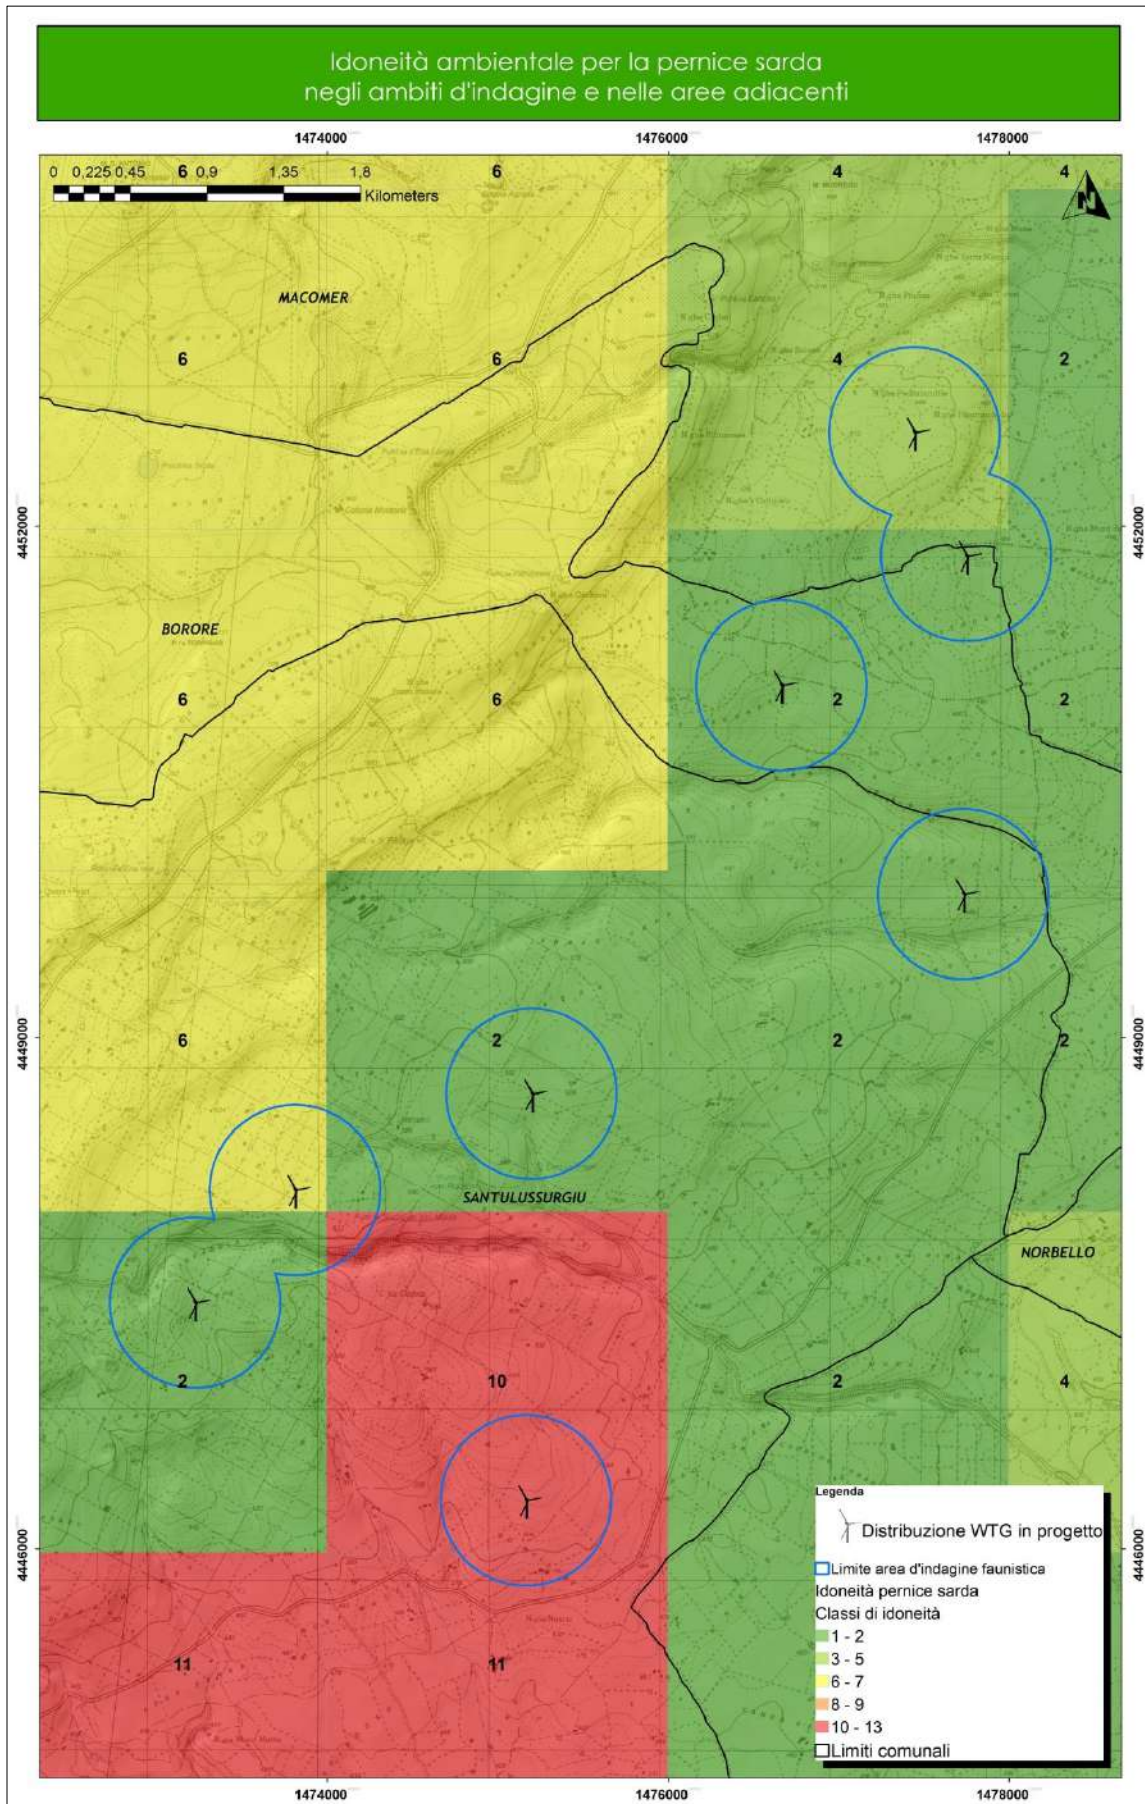 Idoneità ambientale per la pernice sarda
negli ambiti d'indagine e nelle aree adiacenti
1474000 1476000 1478000
6 6 4 4
0 0,225 0,45 0,9 1,35 1,8
Kilometers
N
MACOMER
6 6 4 2
4452000 4452000
BORORE
6 6 2 2
4449000 4449000
6 2 2 2
SANTULUSSURGIU
NORBELLO
2 10 2 4
4446000 4446000
11 11
Legenda
Distribuzione WTG in progetto
Limite area d'indagine faunistica
Idoneità pernice sarda
Classi di idoneità
1 - 2
3 - 5
6 - 7
8 - 9
10 - 13
Limiti comunali
1474000 1476000 1478000